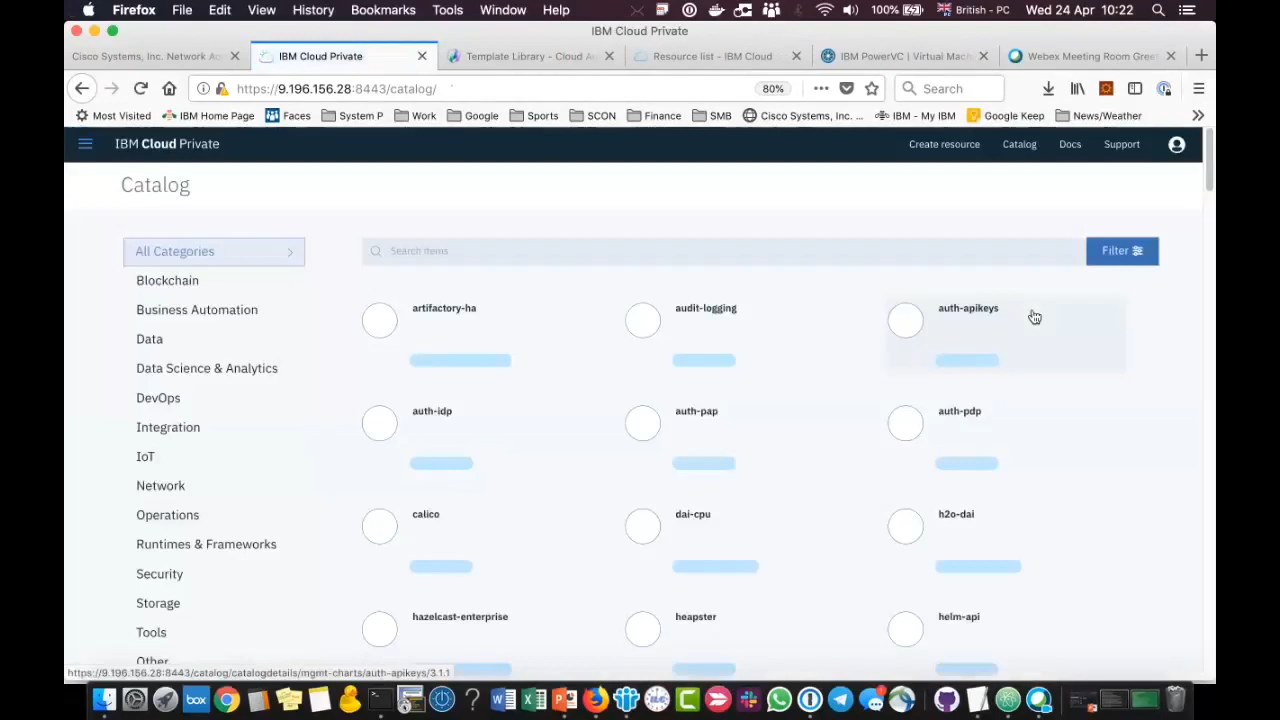 Firefox File Edit View History Bookmarks Tools Window Help 100% British - PC Wed 24 Apr 10:22
IBM Cloud Private
Cisco Systems, Inc. Network Ac
IBM Cloud Private
Template Library - Cloud A
Resource list - IBM Cloud
IBM PowerVC | Virtual Mac
Webex Meeting Room Gree
https://9.196.156.28:8443/catalog/
80%
Search
Most Visited IBM Home Page Faces System P Work Google Sports SCON Finance SMB Cisco Systems, Inc. ... IBM - My IBM Google Keep News/Weather
IBM Cloud Private
Create resource Catalog Docs Support
Catalog
All Categories
Search items
Filter
Blockchain
Business Automation
Data
Data Science & Analytics
DevOps
Integration
IoT
Network
Operations
Runtimes & Frameworks
Security
Storage
Tools
Other
artifactory-ha
audit-logging
auth-apikeys
auth-idp
auth-pap
auth-pdp
calico
dai-cpu
h2o-dai
hazelcast-enterprise
heapster
helm-api
https://9.196.156.28:8443/catalog/catalogdetails/mgmt-charts/auth-apikeys/3.1.1
box